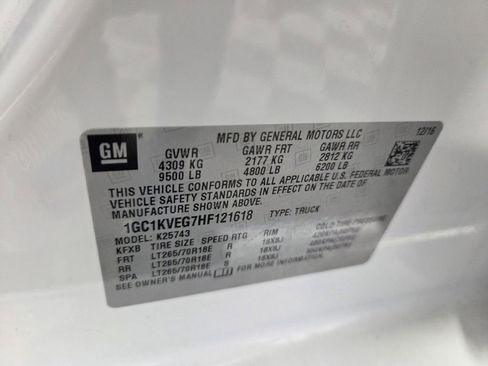 GM
MFD BY GENERAL MOTORS LLC 12/16
GVWR GAWR FRT GAWR RR
4309 KG 2177 KG 2812 KG
9500 LB 4800 LB 6200 LB
THIS VEHICLE CONFORMS TO ALL APPLICABLE U.S. FEDERAL MOTOR
VEHICLE SAFETY STANDARDS IN EFFECT ON THE DATE OF
MANUFACTURE SHOWN ABOVE.
1GC1KVEG7HF121618 TYPE: TRUCK
MODEL: K25743
KFXB TIRE SIZE SPEED RTG RIM COLD TIRE PRESSURE
FRT LT265/70R18E R 18X8J
RR LT265/70R18E R 18X8J
SPA LT265/70R18E S 18X8J
SEE OWNER'S MANUAL FOR MORE INFORMATION.